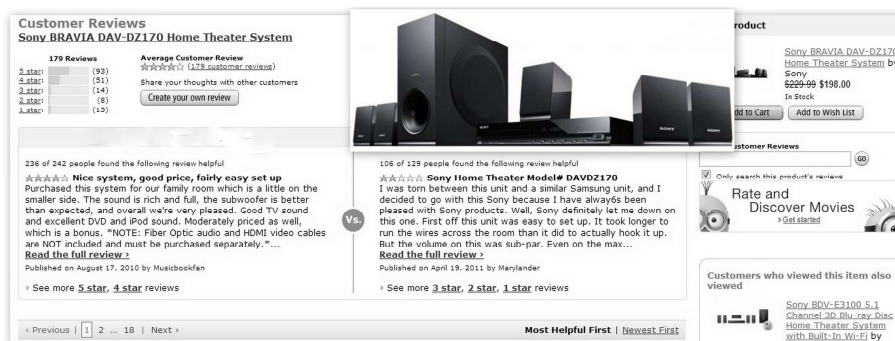 Customer Reviews
Sony BRAVIA DAV-DZ170 Home Theater System
179 Reviews
5 star: (93)
4 star: (51)
3 star: (14)
2 star: (8)
1 star: (13)
Average Customer Review
(179 customer reviews)
Share your thoughts with other customers
Create your own review
236 of 242 people found the following review helpful
Nice system, good price, fairly easy set up
Purchased this system for our family room which is a little on the
smaller side. The sound is rich and full, the subwoofer is better
than expected, and overall we're very pleased. Good TV sound
and excellent DVD and iPod sound. Moderately priced as well,
which is a bonus. *NOTE: Fiber Optic audio and HDMI video cables
are NOT included and must be purchased separately.*...
Read the full review ›
Published on August 17, 2010 by Musicbookfan
› See more 5 star, 4 star reviews
Vs.
106 of 129 people found the following review helpful
Sony Home Theater Model# DAVDZ170
I was torn between this unit and a similar Samsung unit, and I
decided to go with this Sony because I have alway6s been
pleased with Sony products. Well, Sony definitely let me down on
this one. First off this unit was easy to set up. It took longer to
run the wires across the room than it did to actually hook it up.
But the volume on this was sub-par. Even on the max...
Read the full review ›
Published on April 19, 2011 by Marylander
› See more 3 star, 2 star, 1 star reviews
‹ Previous | 1 2 ... 18 | Next ›
Most Helpful First | Newest First
SONY
SONY
SONY
roduct
Sony BRAVIA DAV-DZ170
Home Theater System by
Sony
$229.99 $198.00
In Stock
dd to Cart
Add to Wish List
ustomer Reviews
GO
Only search this product's reviews
Rate and
Discover Movies
› Get started
Customers who viewed this item also
viewed
Sony BDV-E3100 5.1
Channel 3D Blu-ray Disc
Home Theater System
with Built-In Wi-Fi by